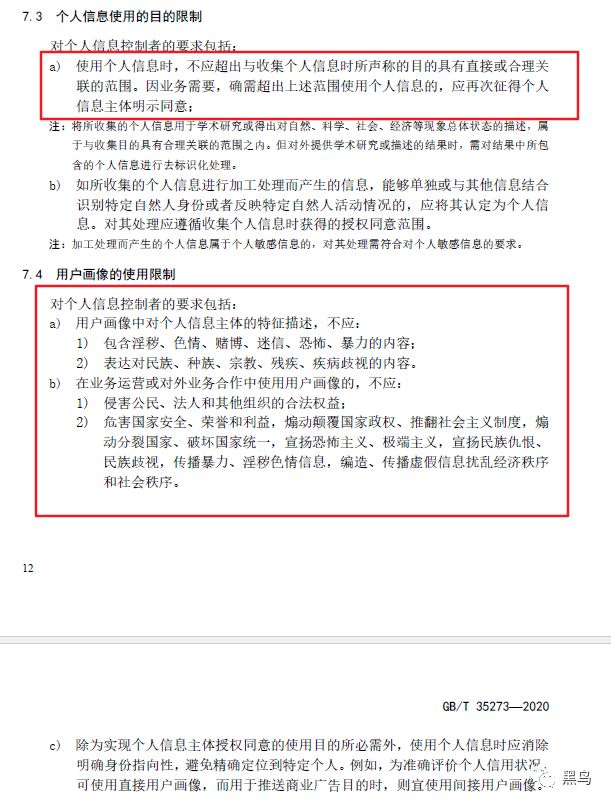 7.3 个人信息使用的目的限制
对个人信息控制者的要求包括：
a) 使用个人信息时，不应超出与收集个人信息时所声称的目的具有直接或合理关
联的范围。因业务需要，确需超出上述范围使用个人信息的，应再次征得个人
信息主体明示同意；
注：将所收集的个人信息用于学术研究或得出对自然、科学、社会、经济等现象总体状态的描述，属
于与收集目的具有合理关联的范围之内。但对外提供学术研究或描述的结果时，需对结果中所包
含的个人信息进行去标识化处理。
b) 如所收集的个人信息进行加工处理而产生的信息，能够单独或与其他信息结合
识别特定自然人身份或者反映特定自然人活动情况的，应将其认定为个人信
息。对其处理应遵循收集个人信息时获得的授权同意范围。
注：加工处理而产生的个人信息属于个人敏感信息的，对其处理需符合对个人敏感信息的要求。
7.4 用户画像的使用限制
对个人信息控制者的要求包括：
a) 用户画像中对个人信息主体的特征描述，不应：
1) 包含淫秽、色情、赌博、迷信、恐怖、暴力的内容；
2) 表达对民族、种族、宗教、残疾、疾病歧视的内容。
b) 在业务运营或对外业务合作中使用用户画像的，不应：
1) 侵害公民、法人和其他组织的合法权益；
2) 危害国家安全、荣誉和利益，煽动颠覆国家政权、推翻社会主义制度，煽
动分裂国家、破坏国家统一，宣扬恐怖主义、极端主义，宣扬民族仇恨、
民族歧视，传播暴力、淫秽色情信息，编造、传播虚假信息扰乱经济秩序
和社会秩序。
12
GB/T 35273—2020
c) 除为实现个人信息主体授权同意的使用目的所必需外，使用个人信息时应消除
明确身份指向性，避免精确定位到特定个人。例如，为准确评价个人信用状况，
可使用直接用户画像，而用于推送商业广告目的时，则宜使用间接用户画像。
黑鸟